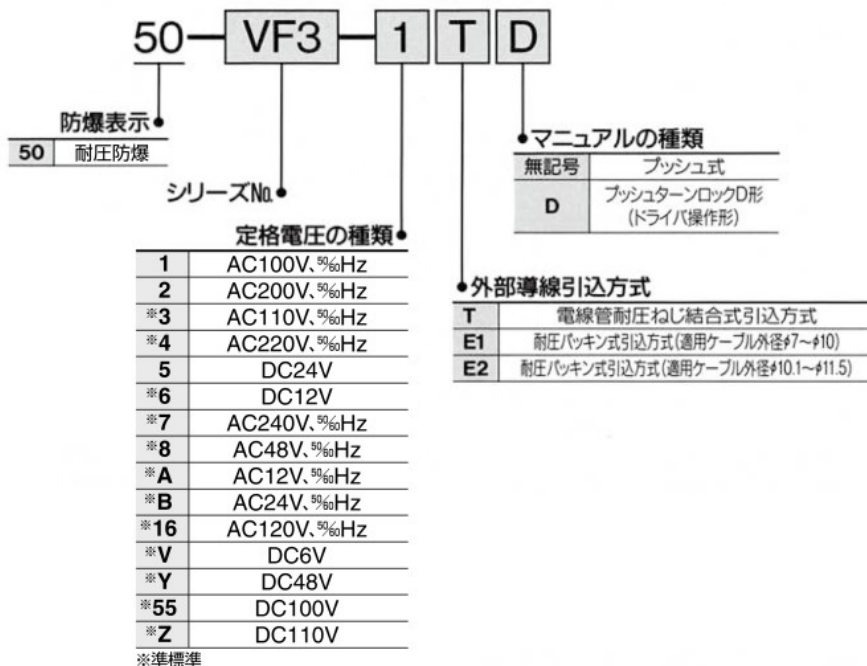 50 VF3 1 T D
防爆表示
50 耐圧防爆
シリーズNo.
定格電圧の種類
1 AC100V、50/60Hz
2 AC200V、50/60Hz
※3 AC110V、50/60Hz
※4 AC220V、50/60Hz
5 DC24V
※6 DC12V
※7 AC240V、50/60Hz
※8 AC48V、50/60Hz
※A AC12V、50/60Hz
※B AC24V、50/60Hz
※16 AC120V、50/60Hz
※V DC6V
※Y DC48V
※55 DC100V
※Z DC110V
※準標準
マニュアルの種類
無記号 プッシュ式
D プッシュターンロックD形
(ドライバ操作形)
外部導線引込方式
T 電線管耐圧ねじ結合式引込方式
E1 耐圧パッキン式引込方式(適用ケーブル外径φ7〜φ10)
E2 耐圧パッキン式引込方式(適用ケーブル外径φ10.1〜φ11.5)